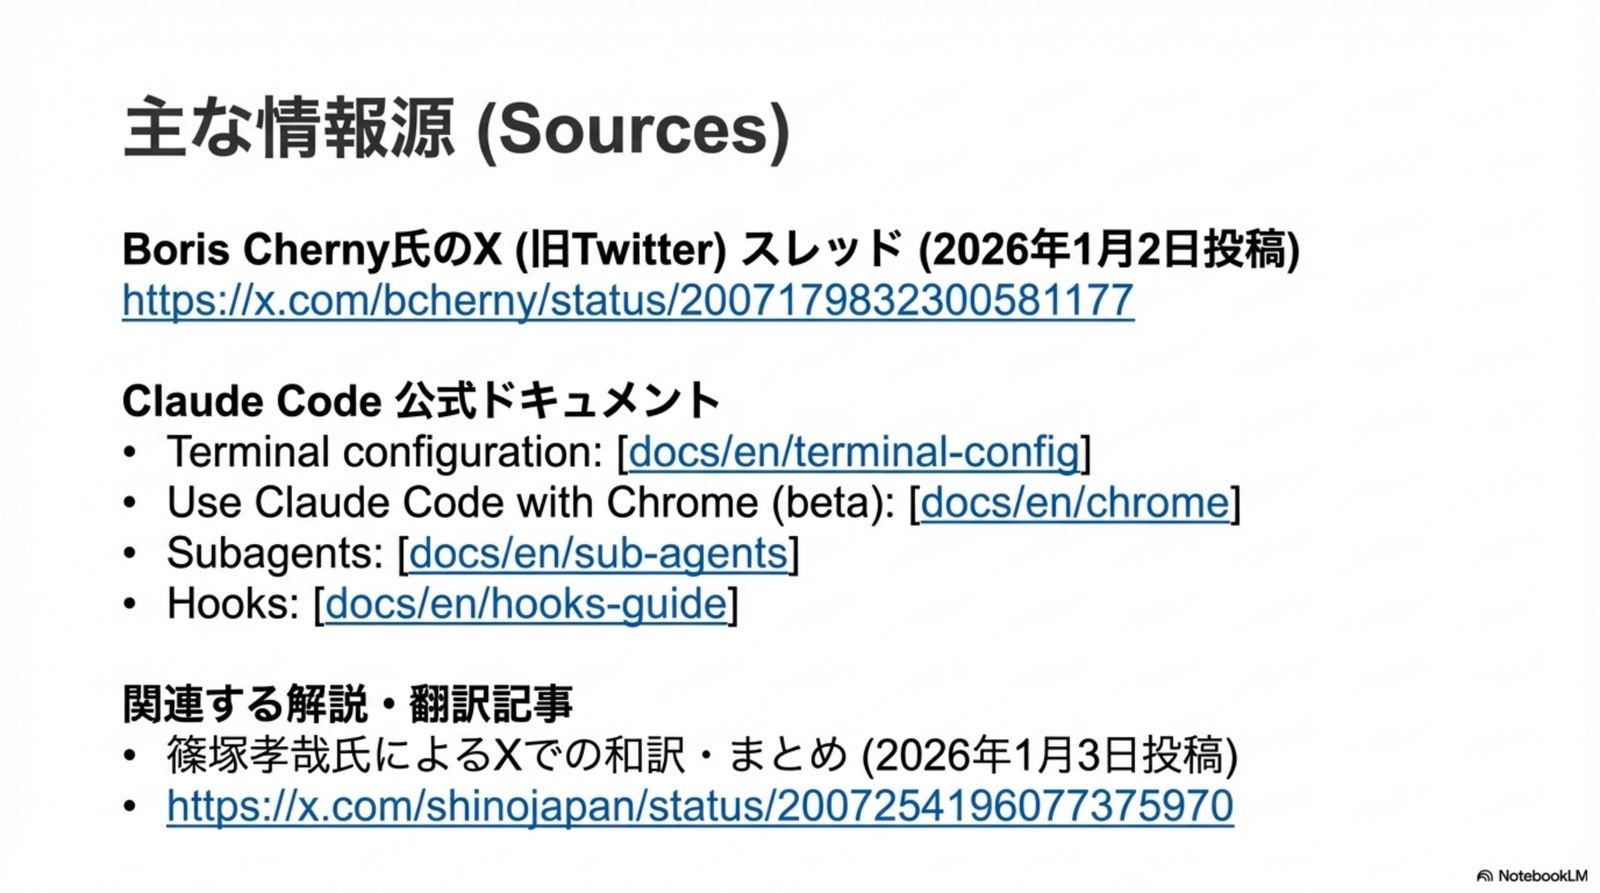 主な情報源 (Sources)
Boris Cherny氏のX (旧Twitter) スレッド (2026年1月2日投稿)
https://x.com/bcherny/status/2007179832300581177
Claude Code 公式ドキュメント
• Terminal configuration: [docs/en/terminal-config]
• Use Claude Code with Chrome (beta): [docs/en/chrome]
• Subagents: [docs/en/sub-agents]
• Hooks: [docs/en/hooks-guide]
関連する解説・翻訳記事
• 篠塚孝哉氏によるXでの和訳・まとめ (2026年1月3日投稿)
• https://x.com/shinojapan/status/2007254196077375970
NotebookLM